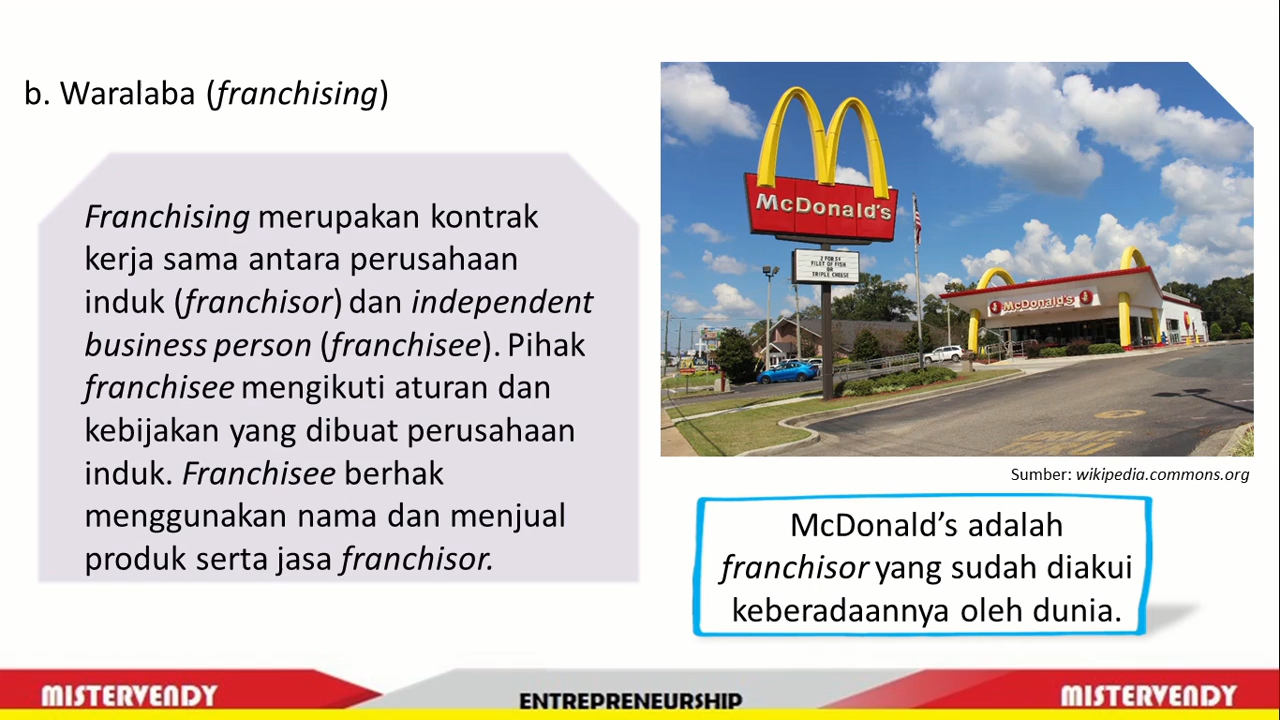 b. Waralaba (franchising)
Franchising merupakan kontrak
kerja sama antara perusahaan
induk (franchisor) dan independent
business person (franchisee). Pihak
franchisee mengikuti aturan dan
kebijakan yang dibuat perusahaan
induk. Franchisee berhak
menggunakan nama dan menjual
produk serta jasa franchisor.
McDonald's
2 FOR $5
FILET OF FISH
OR
TRIPLE CHEESE
McDonald's
Sumber: wikipedia.commons.org
McDonald’s adalah
franchisor yang sudah diakui
keberadaannya oleh dunia.
MISTERVENDY
ENTREPRENEURSHIP
MISTERVENDY